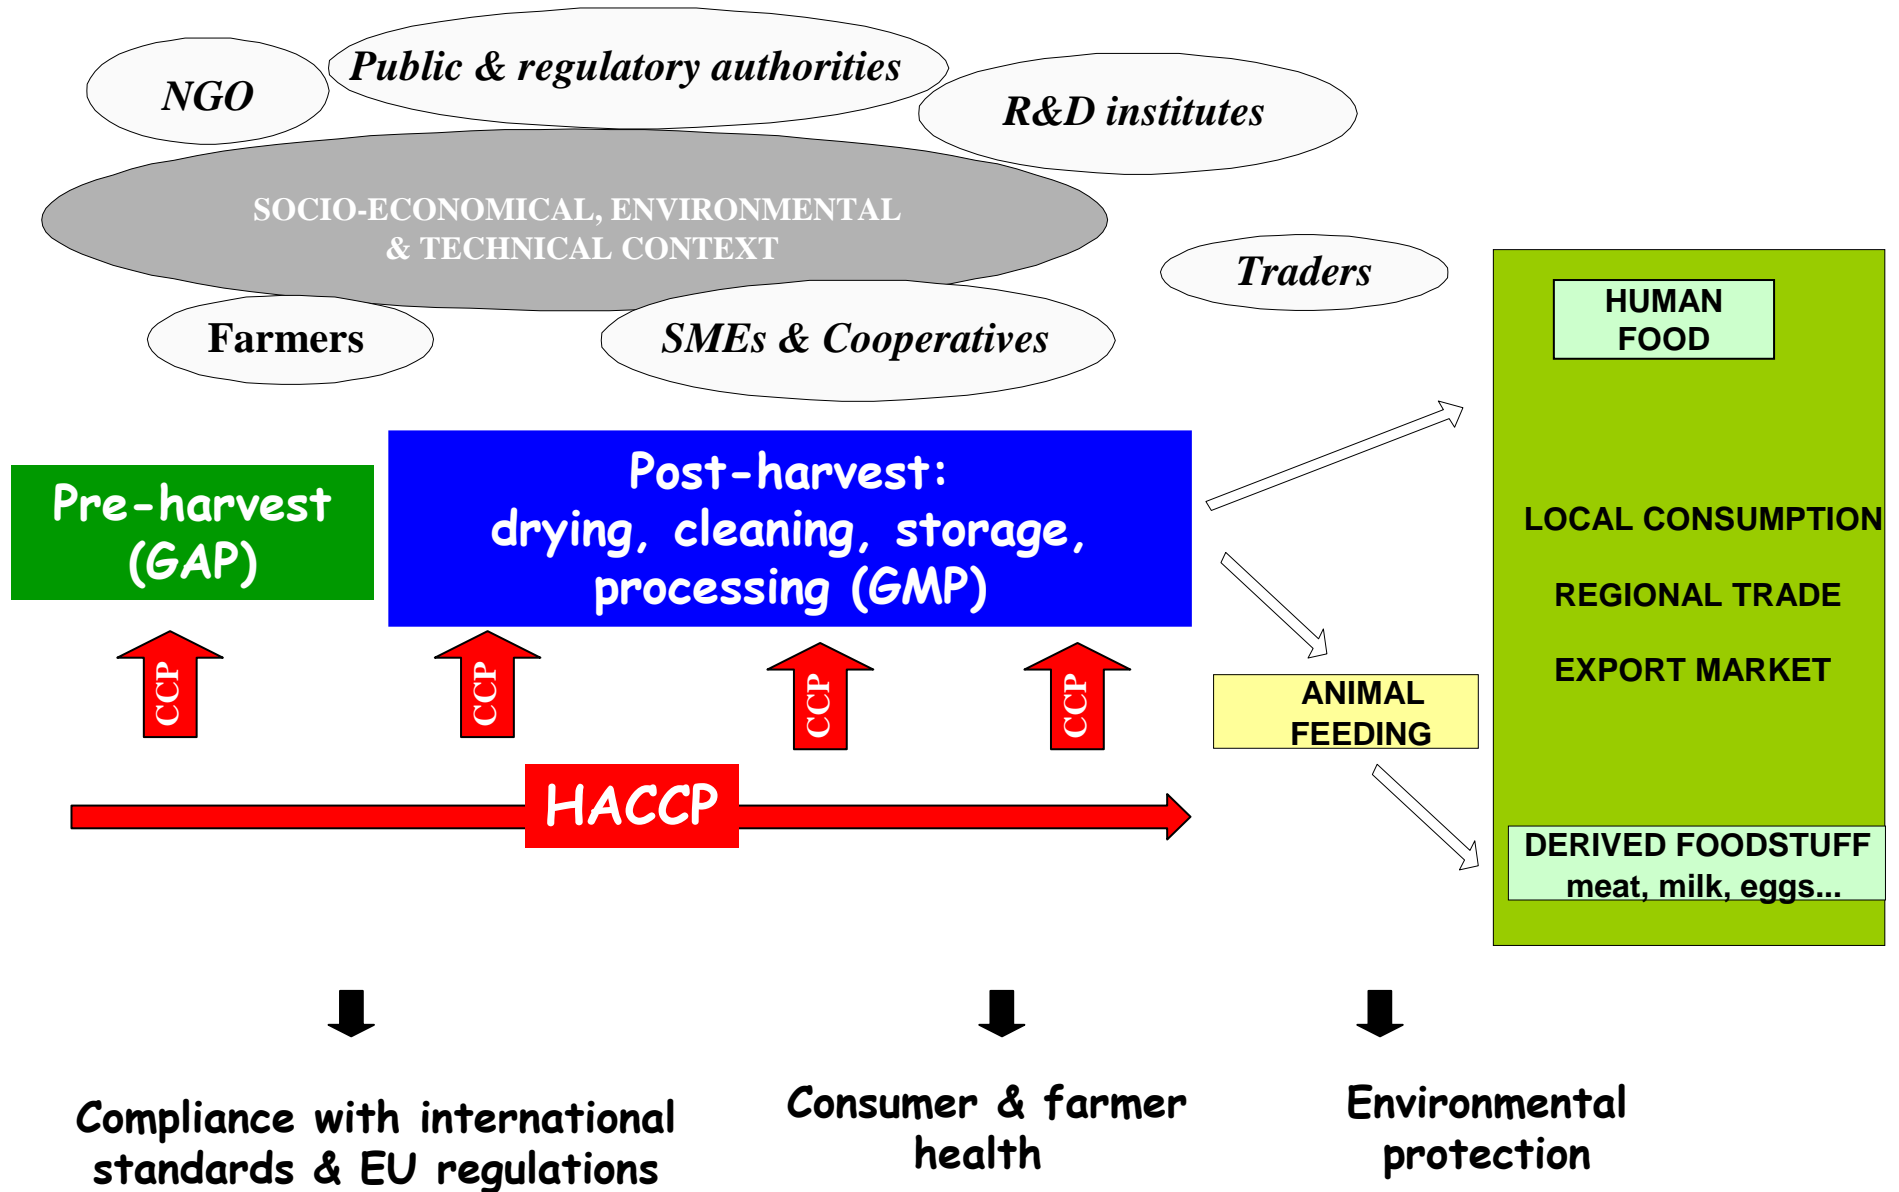 NGO
Public & regulatory authorities
R&D institutes
SOCIO-ECONOMICAL, ENVIRONMENTAL
& TECHNICAL CONTEXT
Traders
Farmers
SMEs & Cooperatives
HUMAN
FOOD
Pre-harvest
(GAP)
Post-harvest:
drying, cleaning, storage,
processing (GMP)
LOCAL CONSUMPTION
REGIONAL TRADE
EXPORT MARKET
CCP
CCP
CCP
CCP
ANIMAL
FEEDING
HACCP
DERIVED FOODSTUFF
meat, milk, eggs...
Compliance with international
standards & EU regulations
Consumer & farmer
health
Environmental
protection